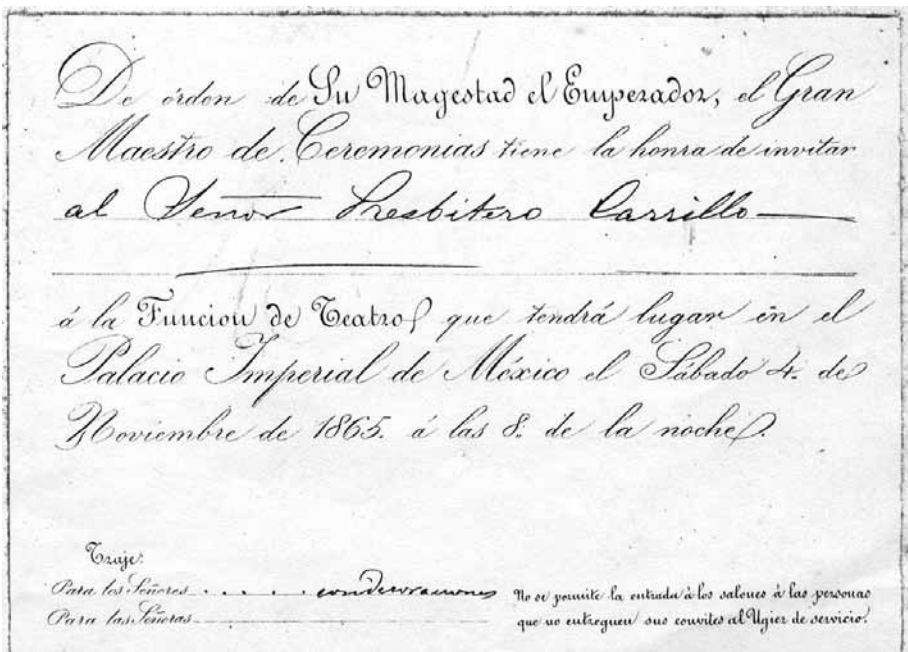 De órden de Su Magestad el Emperador, el Gran
Maestro de Ceremonias tiene la honra de invitar
al Señor Presbitero Carrillo
á la Funcion de Teatro que tendrá lugar en el
Palacio Imperial de México el Sábado 4. de
Noviembre de 1865. á las 8. de la noche.
Traje:
Para los Señores . . . . . condecoraciones
Para las Señoras
No se permite la entrada à los salones à las personas
que no entreguen sus convites al Ugier de servicio.